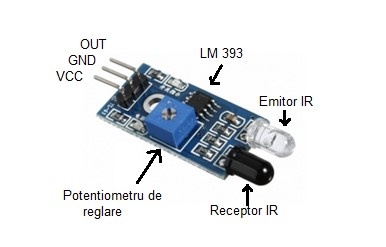 OUT
GND
VCC
LM 393
Emitor IR
Potentiometru de
reglare
Receptor IR